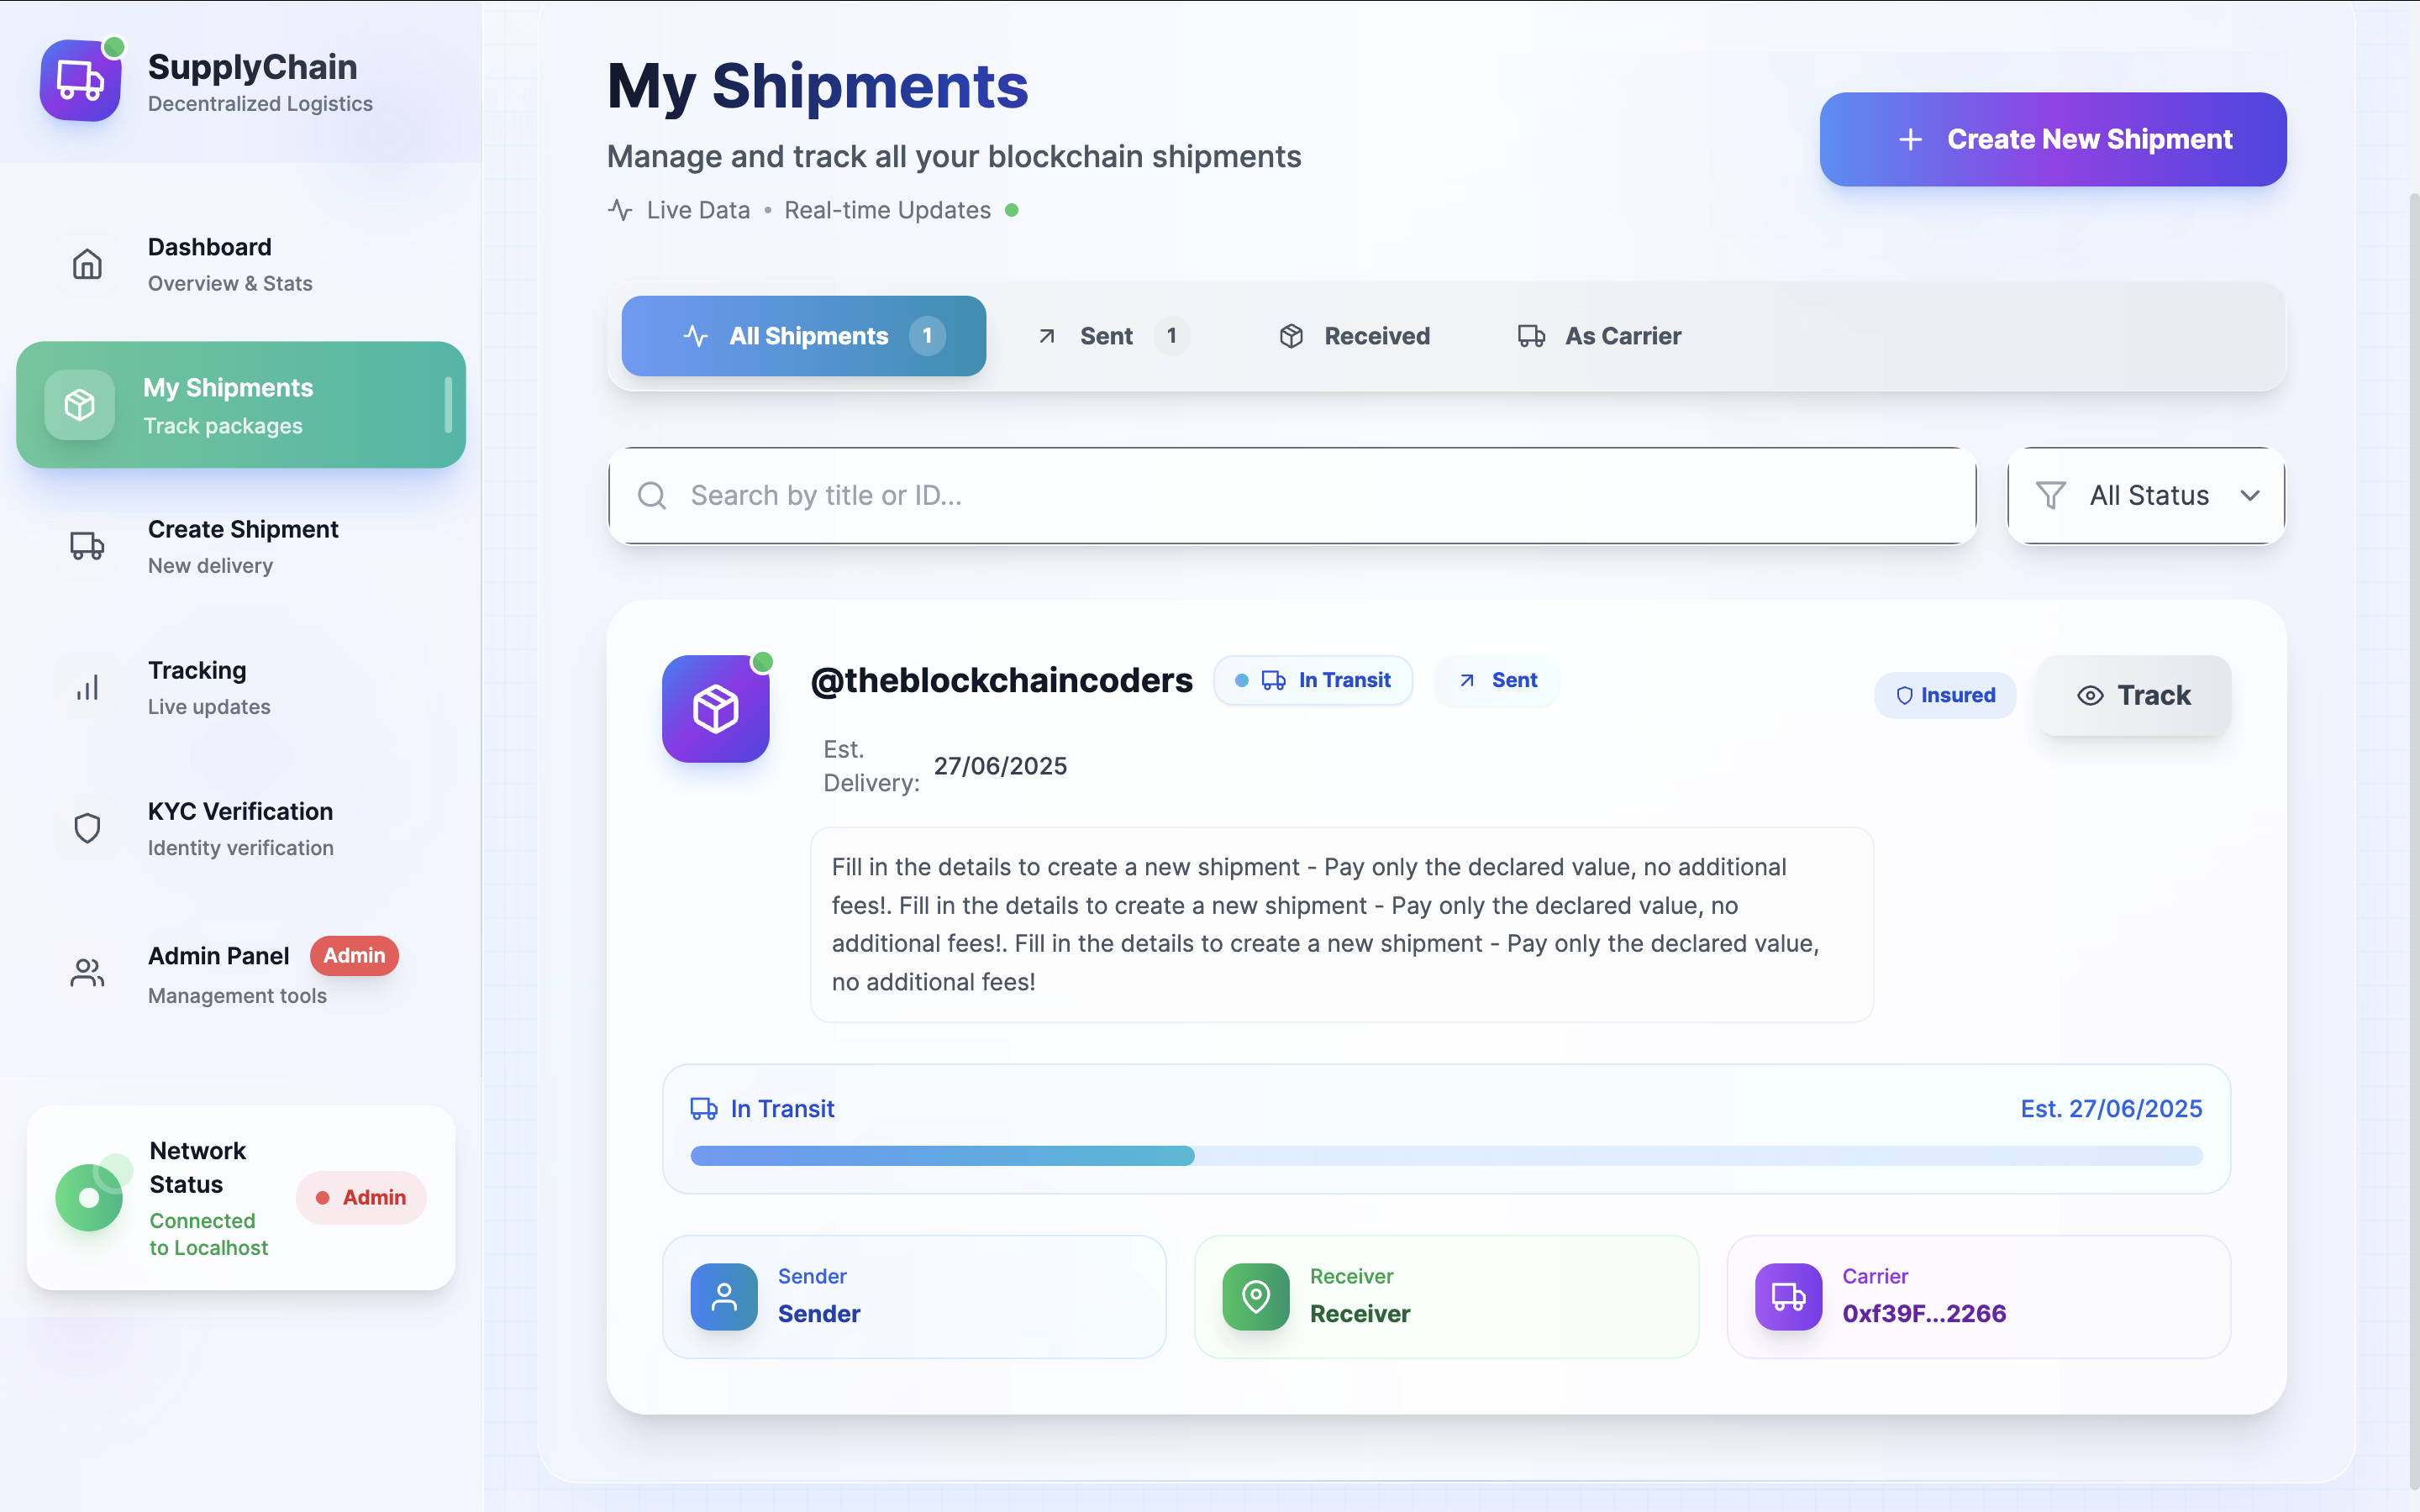 SupplyChain
Decentralized Logistics
Dashboard
Overview & Stats
My Shipments
Track packages
Create Shipment
New delivery
Tracking
Live updates
KYC Verification
Identity verification
Admin Panel Admin
Management tools
Network
Status
Connected
to Localhost
Admin
My Shipments
Manage and track all your blockchain shipments
Live Data • Real-time Updates
Create New Shipment
All Shipments 1 Sent 1 Received As Carrier
Search by title or ID...
All Status
@theblockchaincoders In Transit Sent Insured Track
Est.
Delivery: 27/06/2025
Fill in the details to create a new shipment - Pay only the declared value, no additional
fees!. Fill in the details to create a new shipment - Pay only the declared value, no
additional fees!. Fill in the details to create a new shipment - Pay only the declared value,
no additional fees!
In Transit Est. 27/06/2025
Sender
Sender
Receiver
Receiver
Carrier
0xf39F...2266